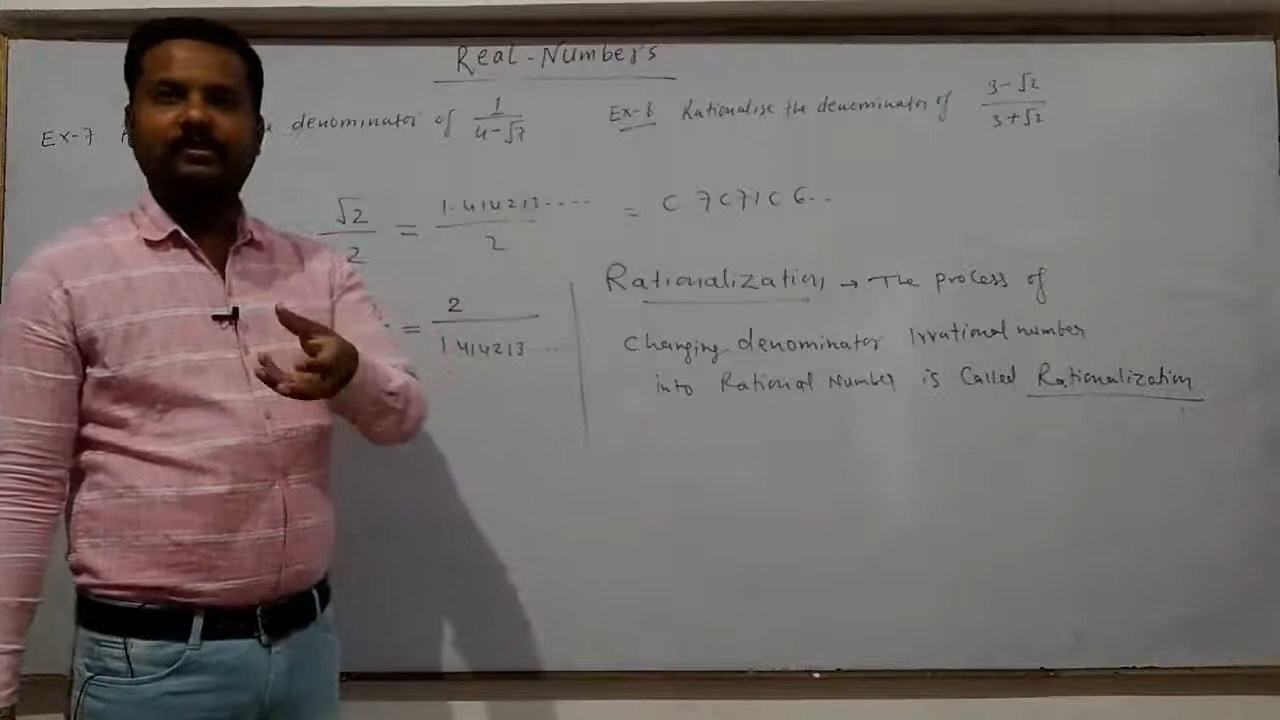 Real-Numbers
Ex-7 denominator of 1/(4-√7)
Ex-8 Rationalise the denominator of (3-√2)/(3+√2)
√2/2 = 1.414213..... /2 = 0.707106..
= 2/1.414213.....
Rationalization → The process of
changing denominator Irrational number
into Rational Number is Called Rationalization